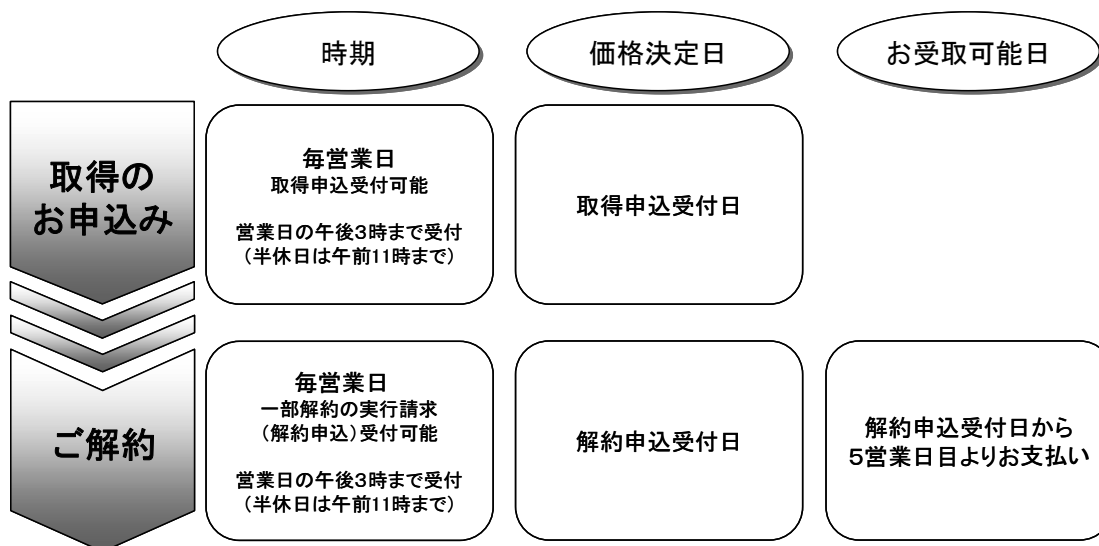 時期
価格決定日
お受取可能日
取得の
お申込み
毎営業日
取得申込受付可能
営業日の午後3時まで受付
(半休日は午前11時まで)
取得申込受付日
ご解約
毎営業日
一部解約の実行請求
(解約申込)受付可能
営業日の午後3時まで受付
(半休日は午前11時まで)
解約申込受付日
解約申込受付日から
5営業日目よりお支払い